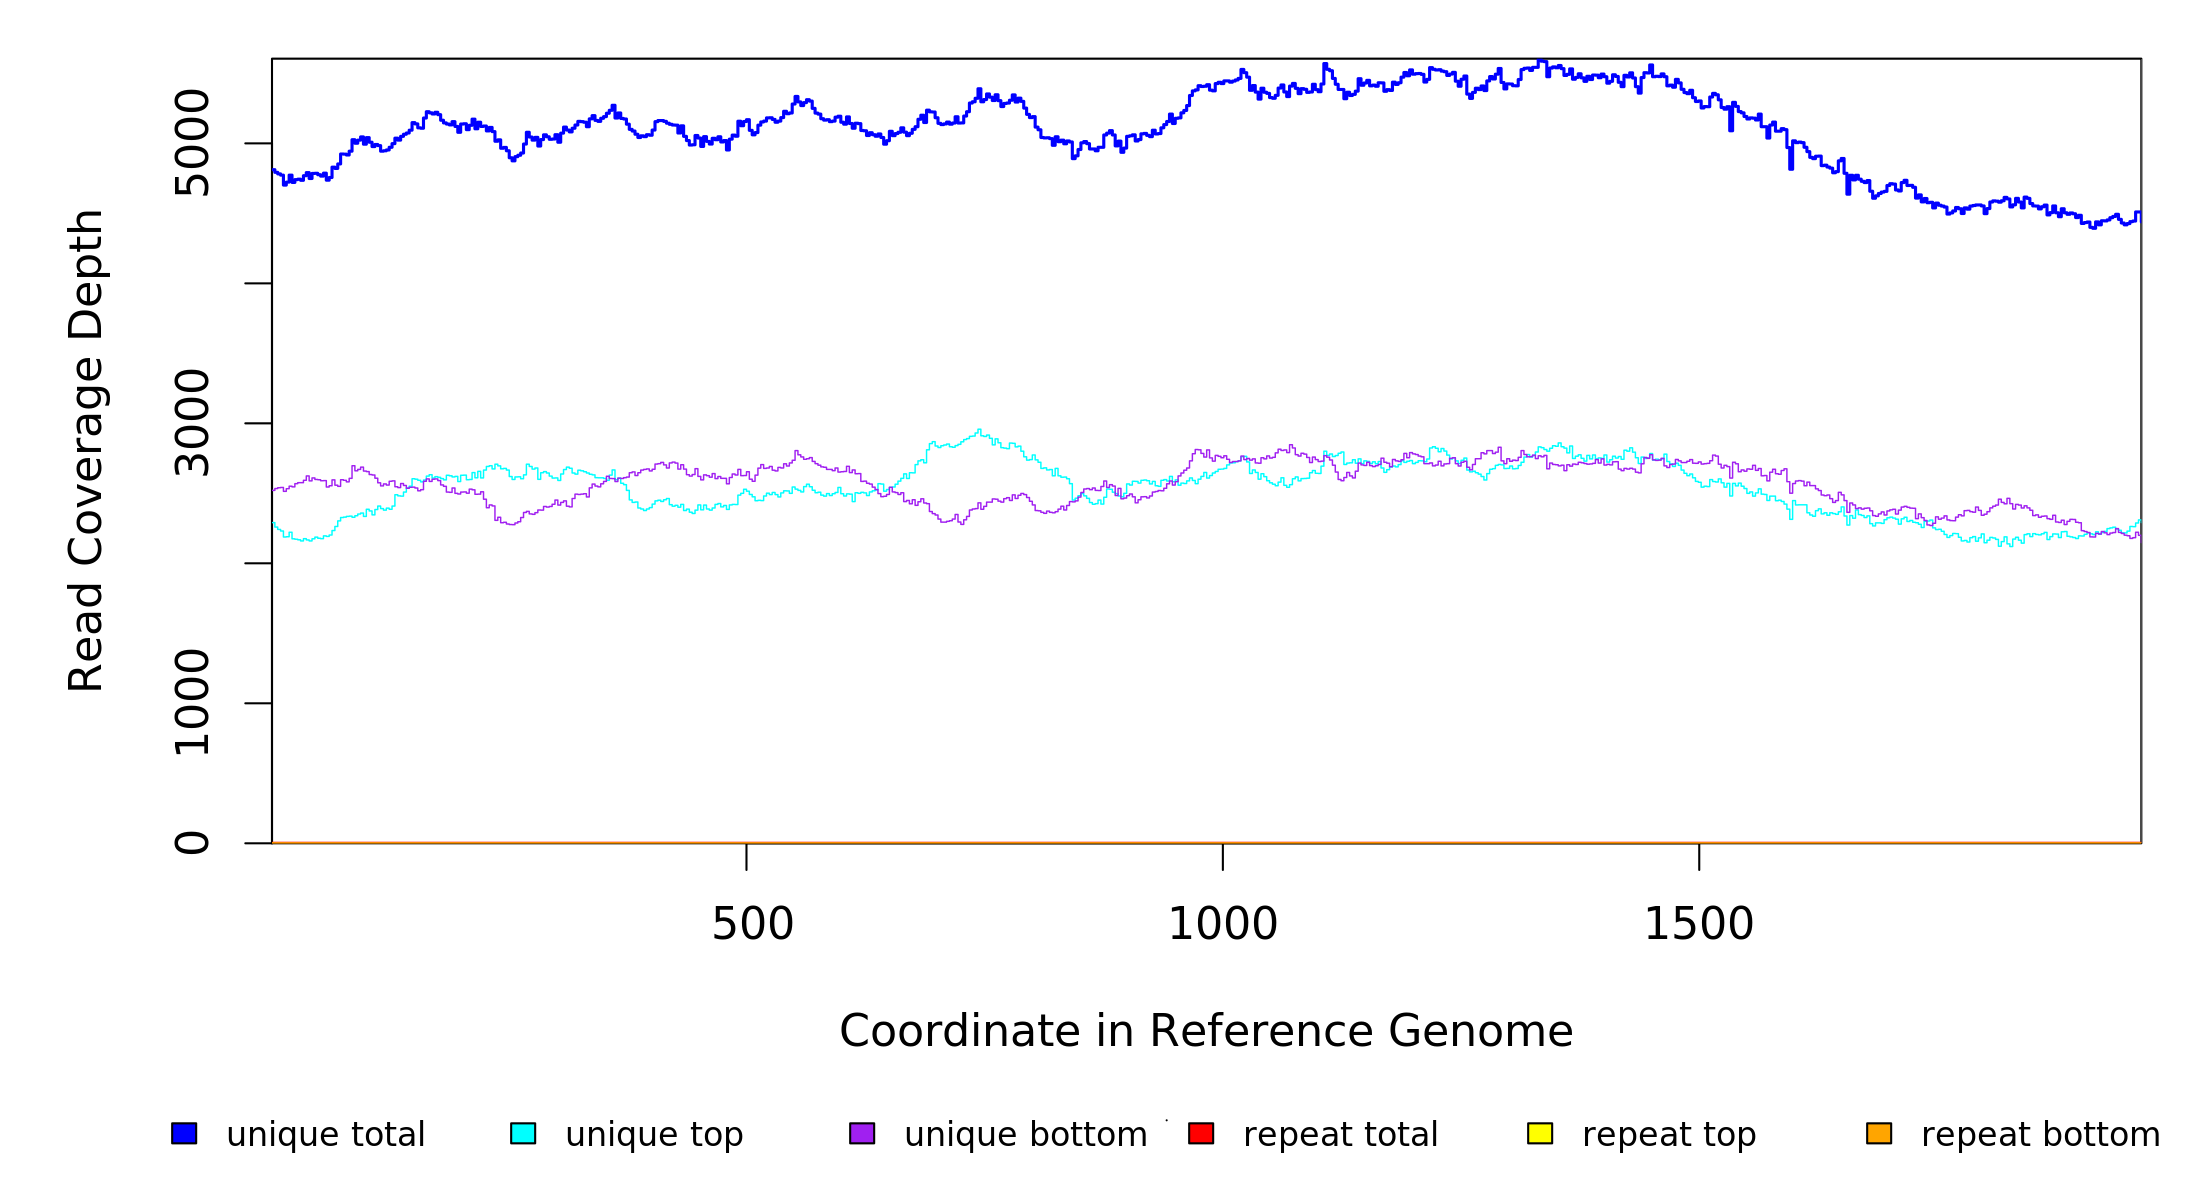 Read Coverage Depth
5000
3000
1000
0
500 1000 1500
Coordinate in Reference Genome
unique total unique top unique bottom repeat total repeat top repeat bottom